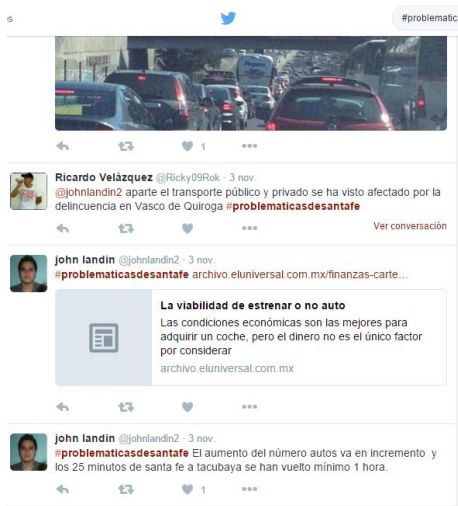 #problematic
1
Ricardo Velázquez @Ricky09Rok · 3 nov.
@johnlandin2 aparte el transporte público y privado se ha visto afectado por la
delincuencia en Vasco de Quiroga #problematicasdesantafe
Ver conversación
john landin @johnlandin2 · 3 nov.
#problematicasdesantafe archivo.eluniversal.com.mx/finanzas-carte...
La viabilidad de estrenar o no auto
Las condiciones económicas son las mejores para
adquirir un coche, pero el dinero no es el único factor
por considerar
archivo.eluniversal.com.mx
john landin @johnlandin2 · 3 nov.
#problematicasdesantafe El aumento del número autos va en incremento y
los 25 minutos de santa fe a tacubaya se han vuelto mínimo 1 hora.
1